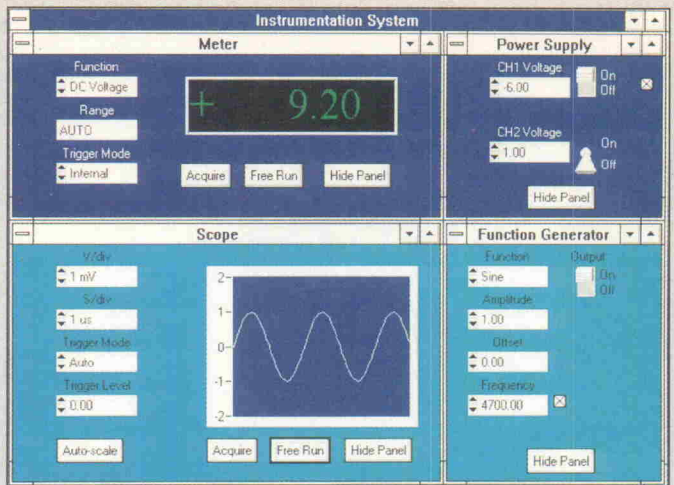 Instrumentation System
Meter
Function
DC Voltage
Range
AUTO
Trigger Mode
Internal
+ 9.20
Acquire
Free Run
Hide Panel
Power Supply
CH1 Voltage
-6.00
On
Off
CH2 Voltage
1.00
On
Off
Hide Panel
Scope
V/div
1 mV
S/div
1 us
Trigger Mode
Auto
Trigger Level
0.00
Auto-scale
2
1
0
-1
-2
Acquire
Free Run
Hide Panel
Function Generator
Function
Sine
Output
On
Off
Amplitude
1.00
Offset
0.00
Frequency
4700.00
Hide Panel